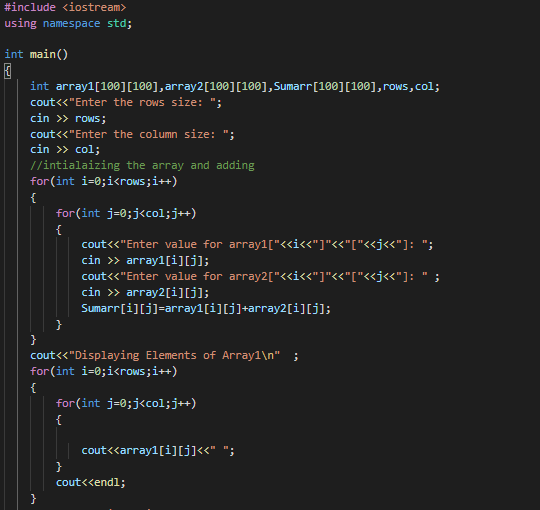 #include <iostream>
using namespace std;
int main()
{
int array1[100][100],array2[100][100],Sumarr[100][100],rows,col;
cout<<"Enter the rows size: ";
cin >> rows;
cout<<"Enter the column size: ";
cin >> col;
//intialaizing the array and adding
for(int i=0;i<rows;i++)
{
for(int j=0;j<col;j++)
{
cout<<"Enter value for array1["<<i<<"]"<<"["<<j<<"]: ";
cin >> array1[i][j];
cout<<"Enter value for array2["<<i<<"]"<<"["<<j<<"]: " ;
cin >> array2[i][j];
Sumarr[i][j]=array1[i][j]+array2[i][j];
}
}
cout<<"Displaying Elements of Array1\n"  ;
for(int i=0;i<rows;i++)
{
for(int j=0;j<col;j++)
{
cout<<array1[i][j]<<" ";
}
cout<<endl;
}